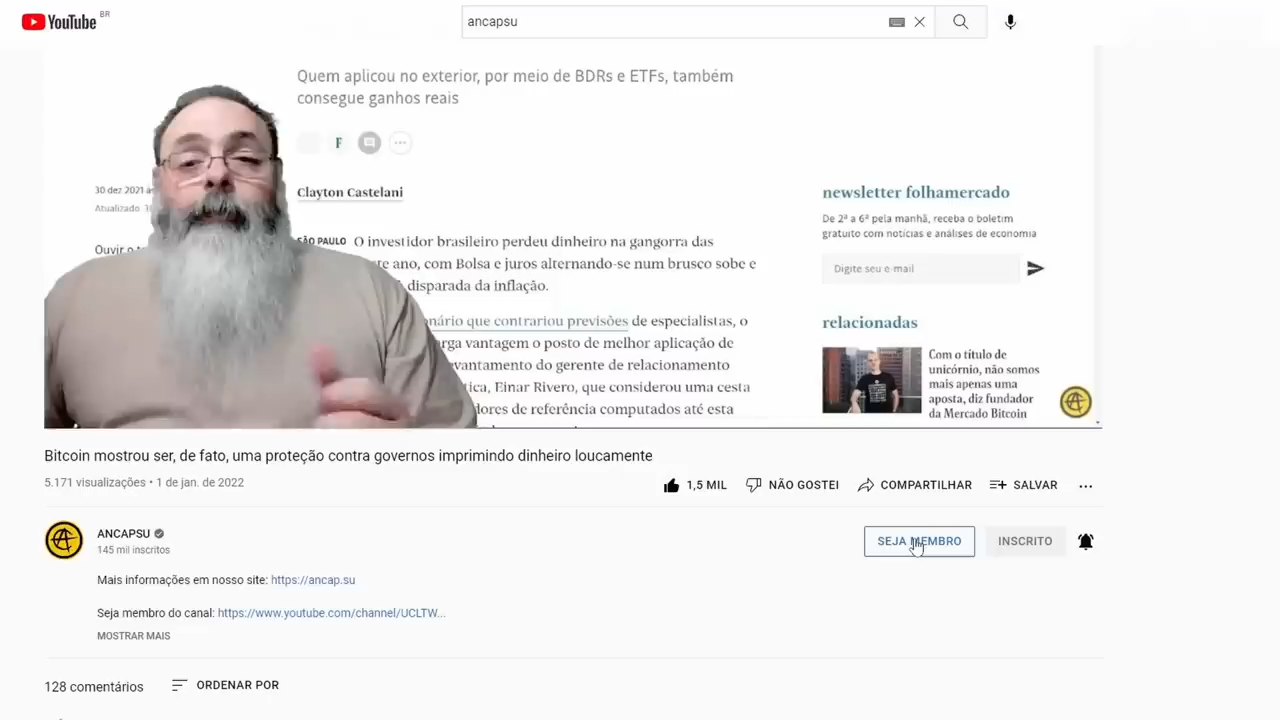 YouTube BR
ancapsu
Quem aplicou no exterior, por meio de BDRs e ETFs, também
consegue ganhos reais
F
30 dez 2021 às
Clayton Castelani
Atualizado
newsletter folhamercado
De 2ª a 6ª pela manhã, receba o boletim
gratuito com notícias e análises de economia
Digite seu e-mail
Ouvir o
SÃO PAULO O investidor brasileiro perdeu dinheiro na gangorra das
te ano, com Bolsa e juros alternando-se num brusco sobe e
disparada da inflação.
nário que contrariou previsões de especialistas, o
rga vantagem o posto de melhor aplicação de
evantamento do gerente de relacionamento
tica, Einar Rivero, que considerou uma cesta
dores de referência computados até esta
relacionadas
Com o título de
unicórnio, não somos
mais apenas uma
aposta, diz fundador
da Mercado Bitcoin
Bitcoin mostrou ser, de fato, uma proteção contra governos imprimindo dinheiro loucamente
5.171 visualizações • 1 de jan. de 2022
1,5 MIL NÃO GOSTEI COMPARTILHAR SALVAR
ANCAPSU
145 mil inscritos
SEJA MEMBRO INSCRITO
Mais informações em nosso site: https://ancap.su
Seja membro do canal: https://www.youtube.com/channel/UCLTW...
MOSTRAR MAIS
128 comentários ORDENAR POR